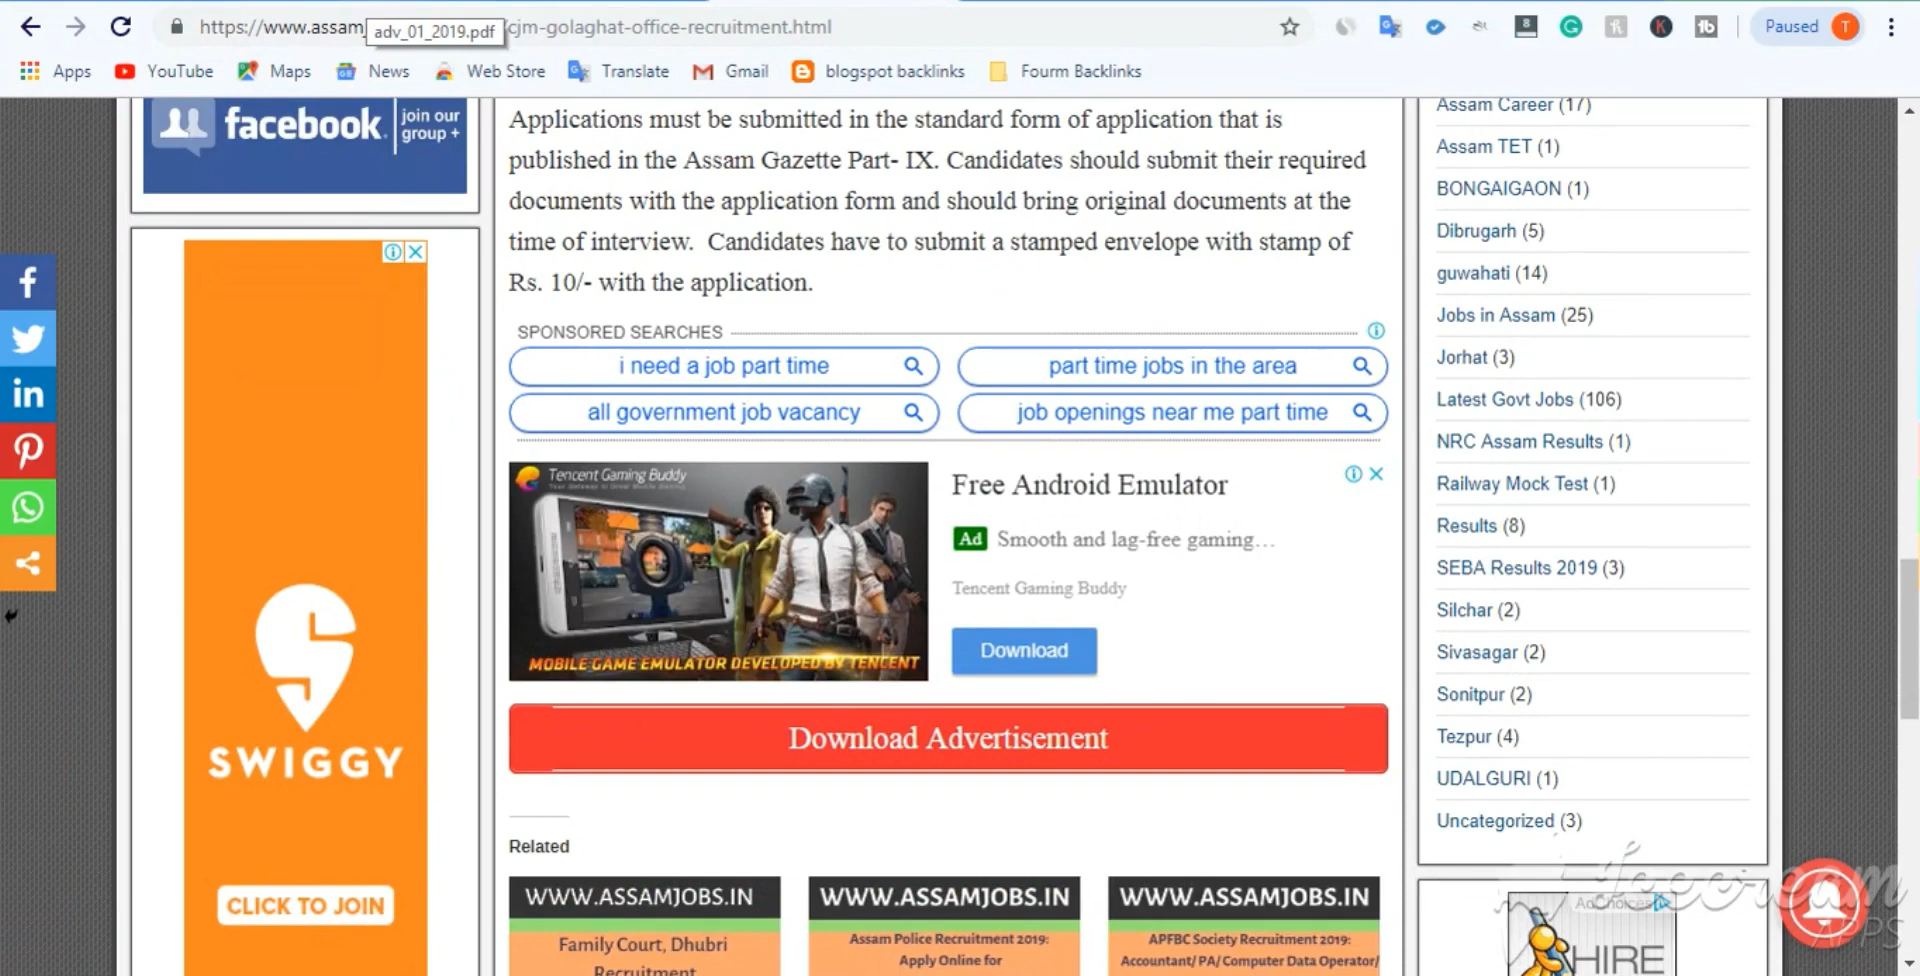 https://www.assam
adv_01_2019.pdf
cjm-golaghat-office-recruitment.html
Paused
T
Apps
YouTube
Maps
News
Web Store
Translate
Gmail
blogspot backlinks
Fourm Backlinks
facebook
join our
group +
Applications must be submitted in the standard form of application that is
published in the Assam Gazette Part- IX. Candidates should submit their required
documents with the application form and should bring original documents at the
time of interview.  Candidates have to submit a stamped envelope with stamp of
Rs. 10/- with the application.
SPONSORED SEARCHES
i need a job part time
part time jobs in the area
all government job vacancy
job openings near me part time
Tencent Gaming Buddy
MOBILE GAME EMULATOR DEVELOPED BY TENCENT
Free Android Emulator
Ad Smooth and lag-free gaming…
Tencent Gaming Buddy
Download
Download Advertisement
Related
WWW.ASSAMJOBS.IN
Family Court, Dhubri
Recruitment
WWW.ASSAMJOBS.IN
Assam Police Recruitment 2019:
Apply Online for
WWW.ASSAMJOBS.IN
APFBC Society Recruitment 2019:
Accountant/ PA/ Computer Data Operator/
SWIGGY
CLICK TO JOIN
Assam Career (17)
Assam TET (1)
BONGAIGAON (1)
Dibrugarh (5)
guwahati (14)
Jobs in Assam (25)
Jorhat (3)
Latest Govt Jobs (106)
NRC Assam Results (1)
Railway Mock Test (1)
Results (8)
SEBA Results 2019 (3)
Silchar (2)
Sivasagar (2)
Sonitpur (2)
Tezpur (4)
UDALGURI (1)
Uncategorized (3)
AdChoices
HIRE
Icecream
APPS